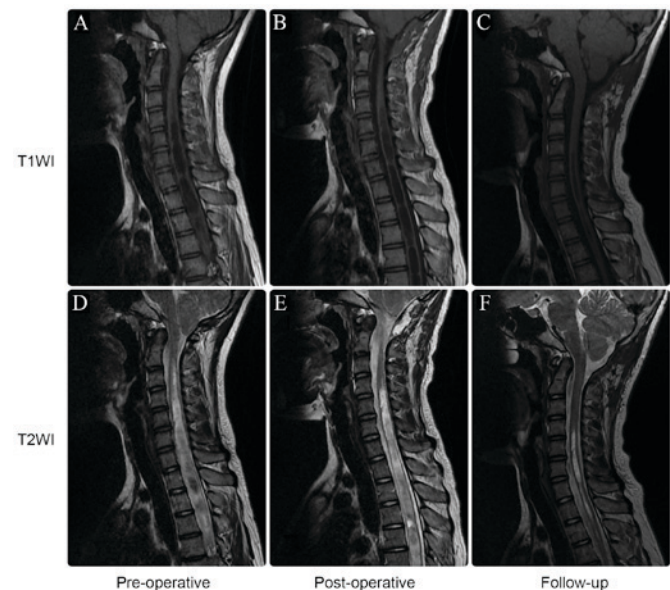 A B C
T1WI
D E F
T2WI
Pre-operative Post-operative Follow-up